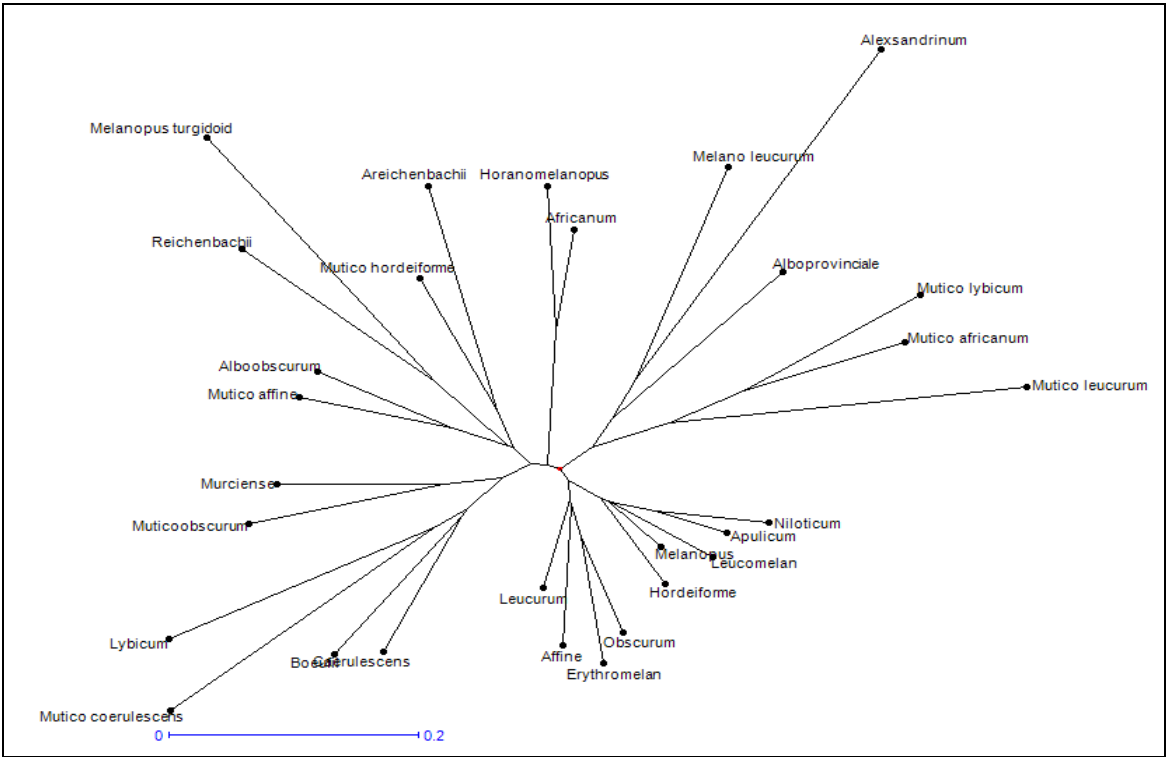 Alexsandrinum
Melanopus turgidoid
Melano leucurum
Areichenbachii
Horanomelanopus
Africanum
Reichenbachii
Mutico hordeiforme
Alboprovinciale
Mutico lybicum
Mutico africanum
Alboobscurum
Mutico leucurum
Mutico affine
Murciense
Muticoobscurum
Niloticum
Apulicum
Melanopus
Leucomelan
Hordeiforme
Leucurum
Lybicum
Obscurum
Affine
Boeufii
Coerulescens
Erythromelan
Mutico coerulescens
0
0.2